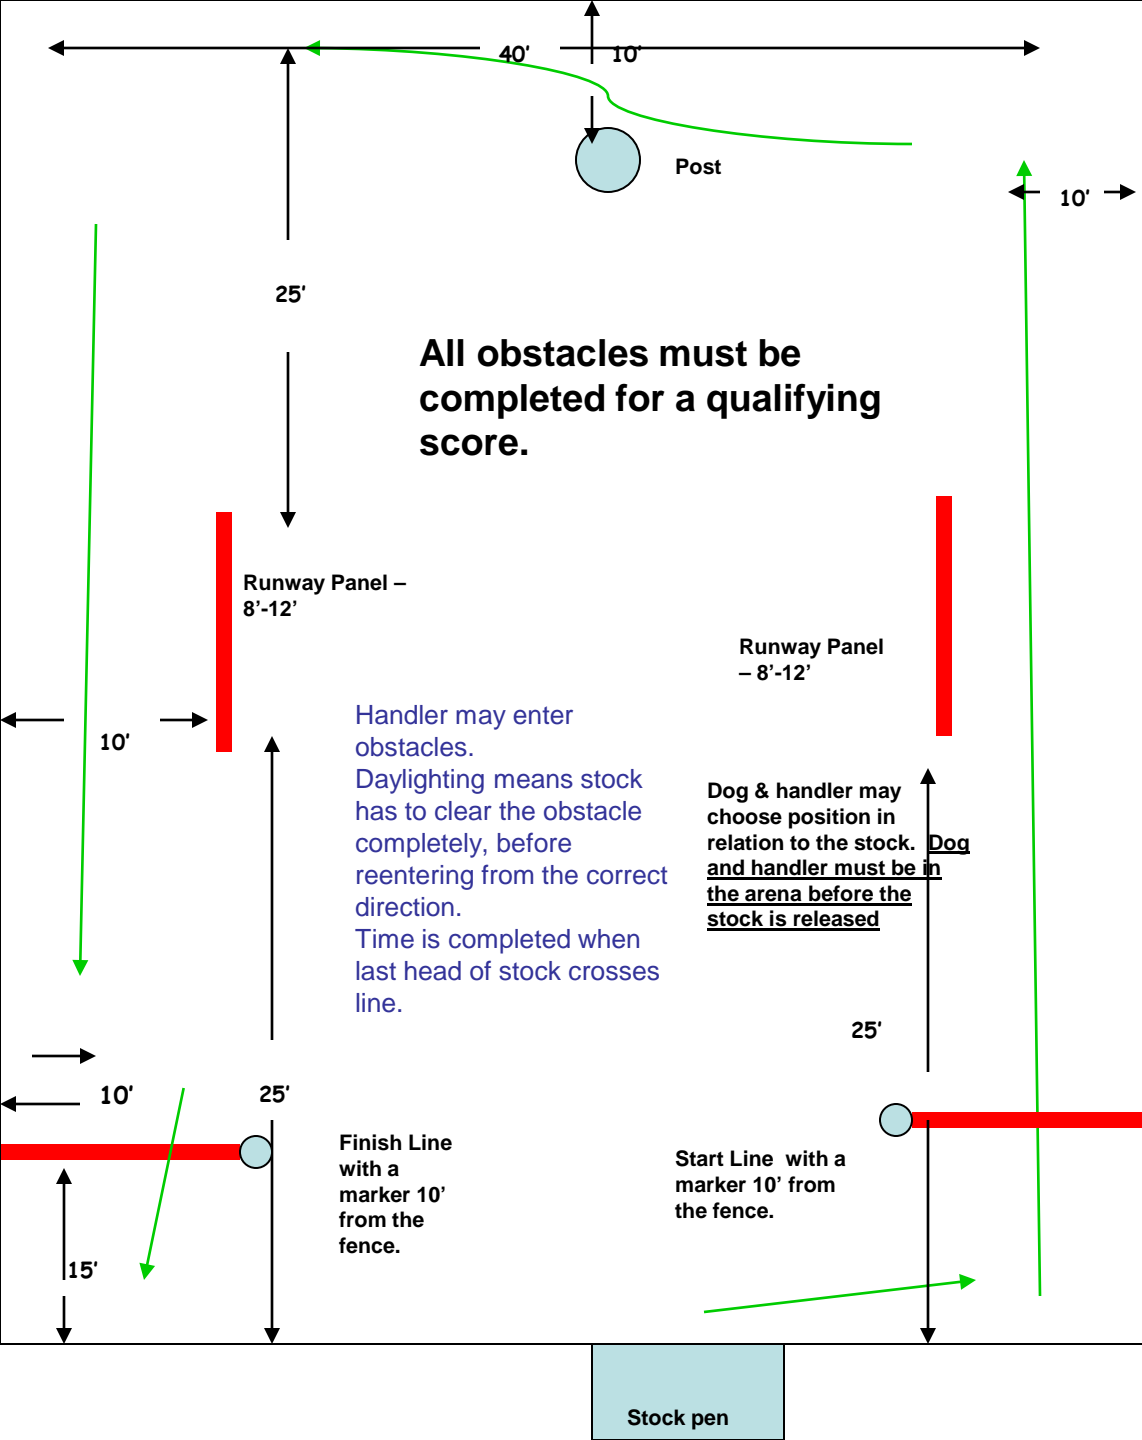 40’ 10’
Post
10’
25’
All obstacles must be
completed for a qualifying
score.
Runway Panel –
8’-12’
Runway Panel
– 8’-12’
10’
Handler may enter
obstacles.
Daylighting means stock
has to clear the obstacle
completely, before
reentering from the correct
direction.
Time is completed when
last head of stock crosses
line.
Dog & handler may
choose position in
relation to the stock. Dog
and handler must be in
the arena before the
stock is released
25’
10’
25’
Finish Line
with a
marker 10’
from the
fence.
Start Line with a
marker 10’ from
the fence.
15’
Stock pen